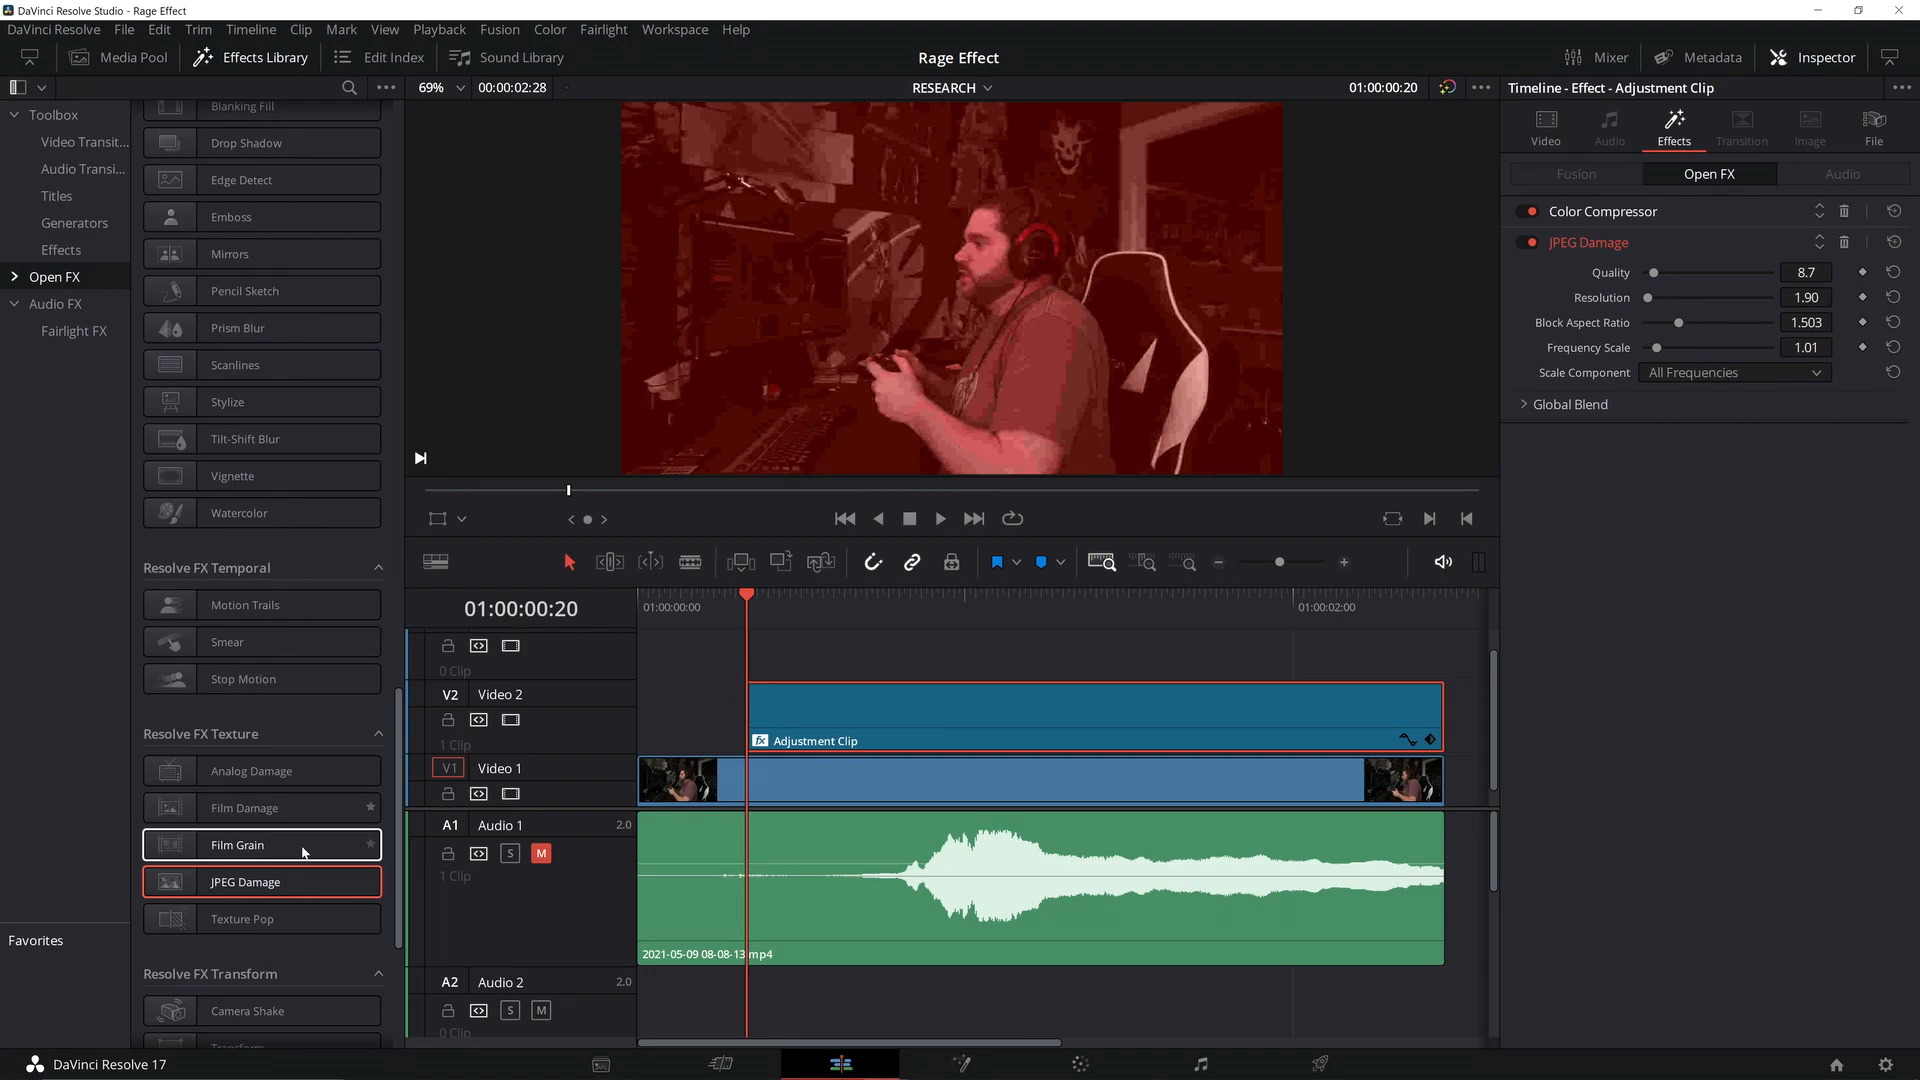 DaVinci Resolve Studio - Rage Effect
DaVinci Resolve File Edit Trim Timeline Clip Mark View Playback Fusion Color Fairlight Workspace Help
Media Pool Effects Library Edit Index Sound Library Rage Effect Mixer Metadata Inspector
69% 00:00:02:28 RESEARCH 01:00:00:20 Timeline - Effect - Adjustment Clip
Toolbox
Video Transit...
Audio Transi...
Titles
Generators
Effects
Open FX
Audio FX
Fairlight FX
Favorites
Blanking Fill
Drop Shadow
Edge Detect
Emboss
Mirrors
Pencil Sketch
Prism Blur
Scanlines
Stylize
Tilt-Shift Blur
Vignette
Watercolor
Resolve FX Temporal
Motion Trails
Smear
Stop Motion
Resolve FX Texture
Analog Damage
Film Damage
Film Grain
JPEG Damage
Texture Pop
Resolve FX Transform
Camera Shake
Transform
Video Audio Effects Transition Image File
Fusion Open FX Audio
Color Compressor
JPEG Damage
Quality 8.7
Resolution 1.90
Block Aspect Ratio 1.503
Frequency Scale 1.01
Scale Component All Frequencies
Global Blend
01:00:00:20 01:00:00:00 01:00:02:00
0 Clip
V2 Video 2
1 Clip
fx Adjustment Clip
V1 Video 1
A1 Audio 1 2.0
S M
1 Clip
2021-05-09 08-08-13.mp4
A2 Audio 2 2.0
S M
0 Clip
DaVinci Resolve 17